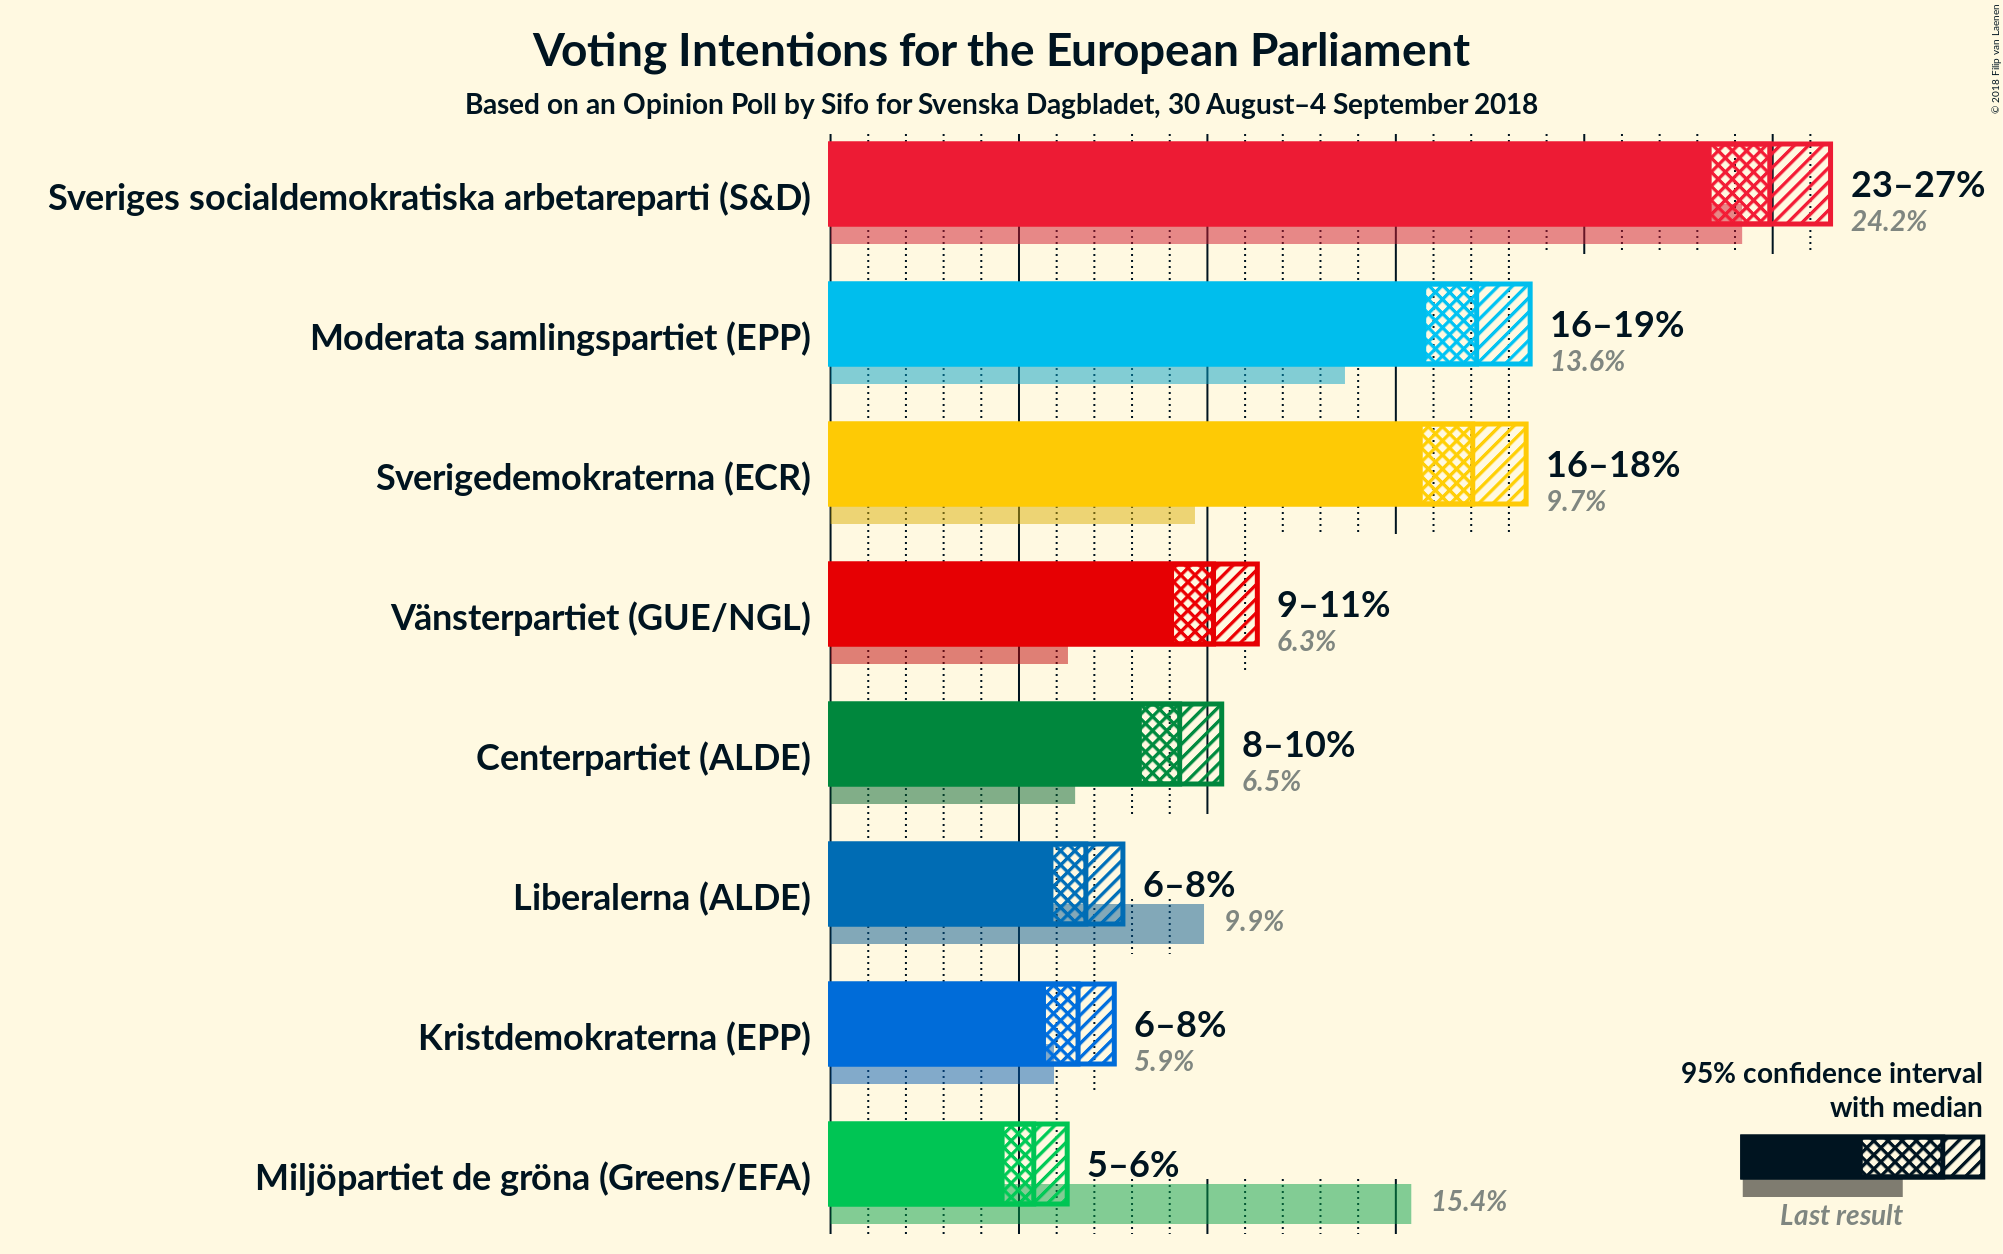 Voting Intentions for the European Parliament
Based on an Opinion Poll by Sifo for Svenska Dagbladet, 30 August–4 September 2018
© 2018 Filip van Laenen
Sveriges socialdemokratiska arbetareparti (S&D)
23–27%
24.2%
Moderata samlingspartiet (EPP)
16–19%
13.6%
Sverigedemokraterna (ECR)
16–18%
9.7%
Vänsterpartiet (GUE/NGL)
9–11%
6.3%
Centerpartiet (ALDE)
8–10%
6.5%
Liberalerna (ALDE)
6–8%
9.9%
Kristdemokraterna (EPP)
6–8%
5.9%
Miljöpartiet de gröna (Greens/EFA)
5–6%
15.4%
95% confidence interval
with median
Last result